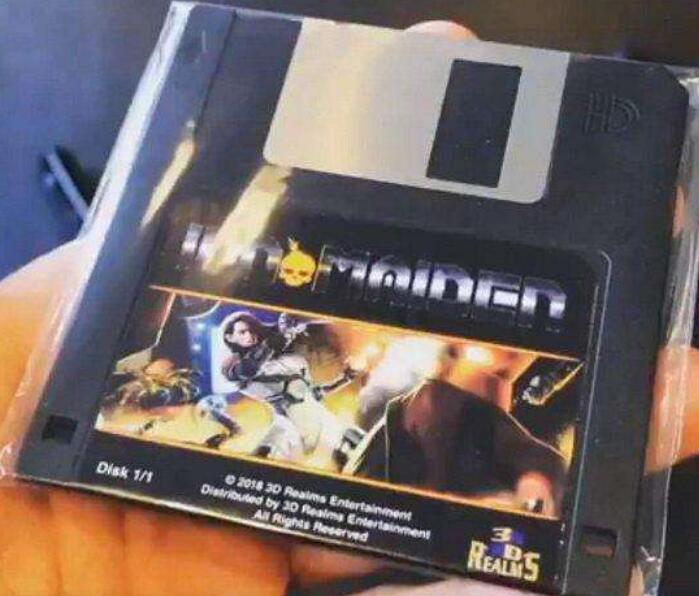 HD
ION MAIDEN
Disk 1/1
© 2018 3D Realms Entertainment
Distributed by 3D Realms Entertainment
All Rights Reserved
3D
REALMS